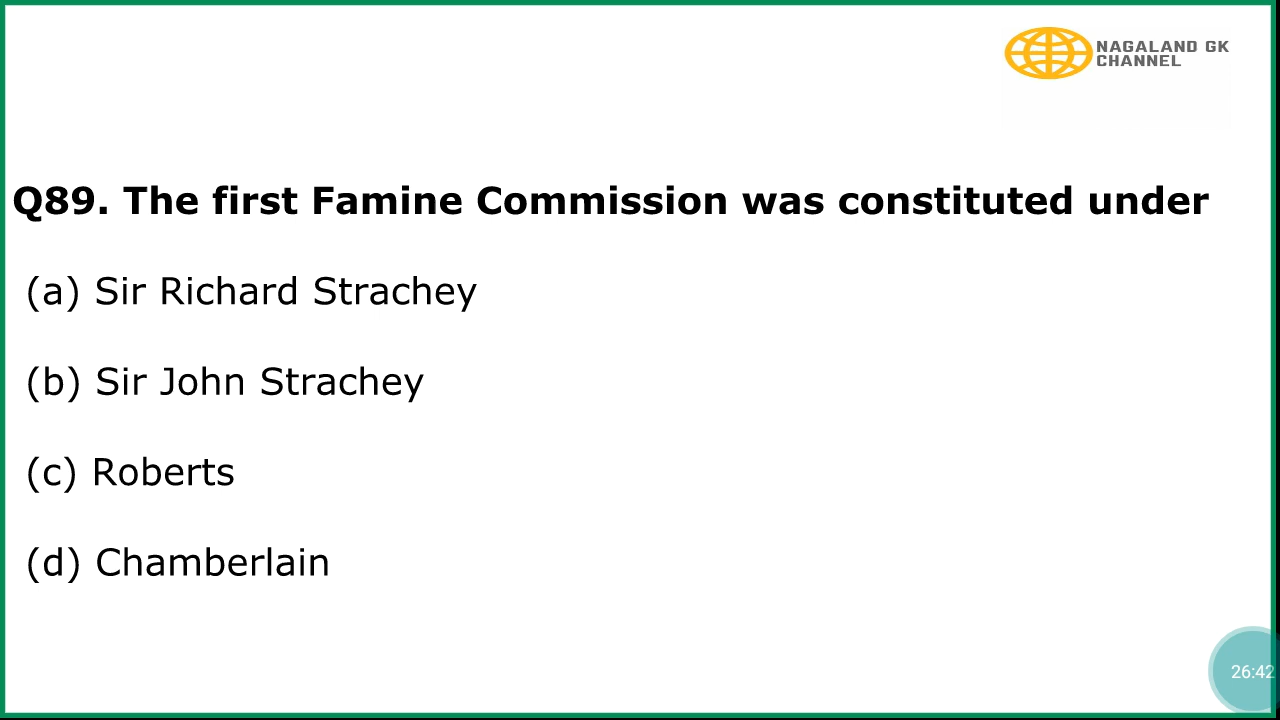 NAGALAND GK
CHANNEL
Q89. The first Famine Commission was constituted under
(a) Sir Richard Strachey
(b) Sir John Strachey
(c) Roberts
(d) Chamberlain
26:42